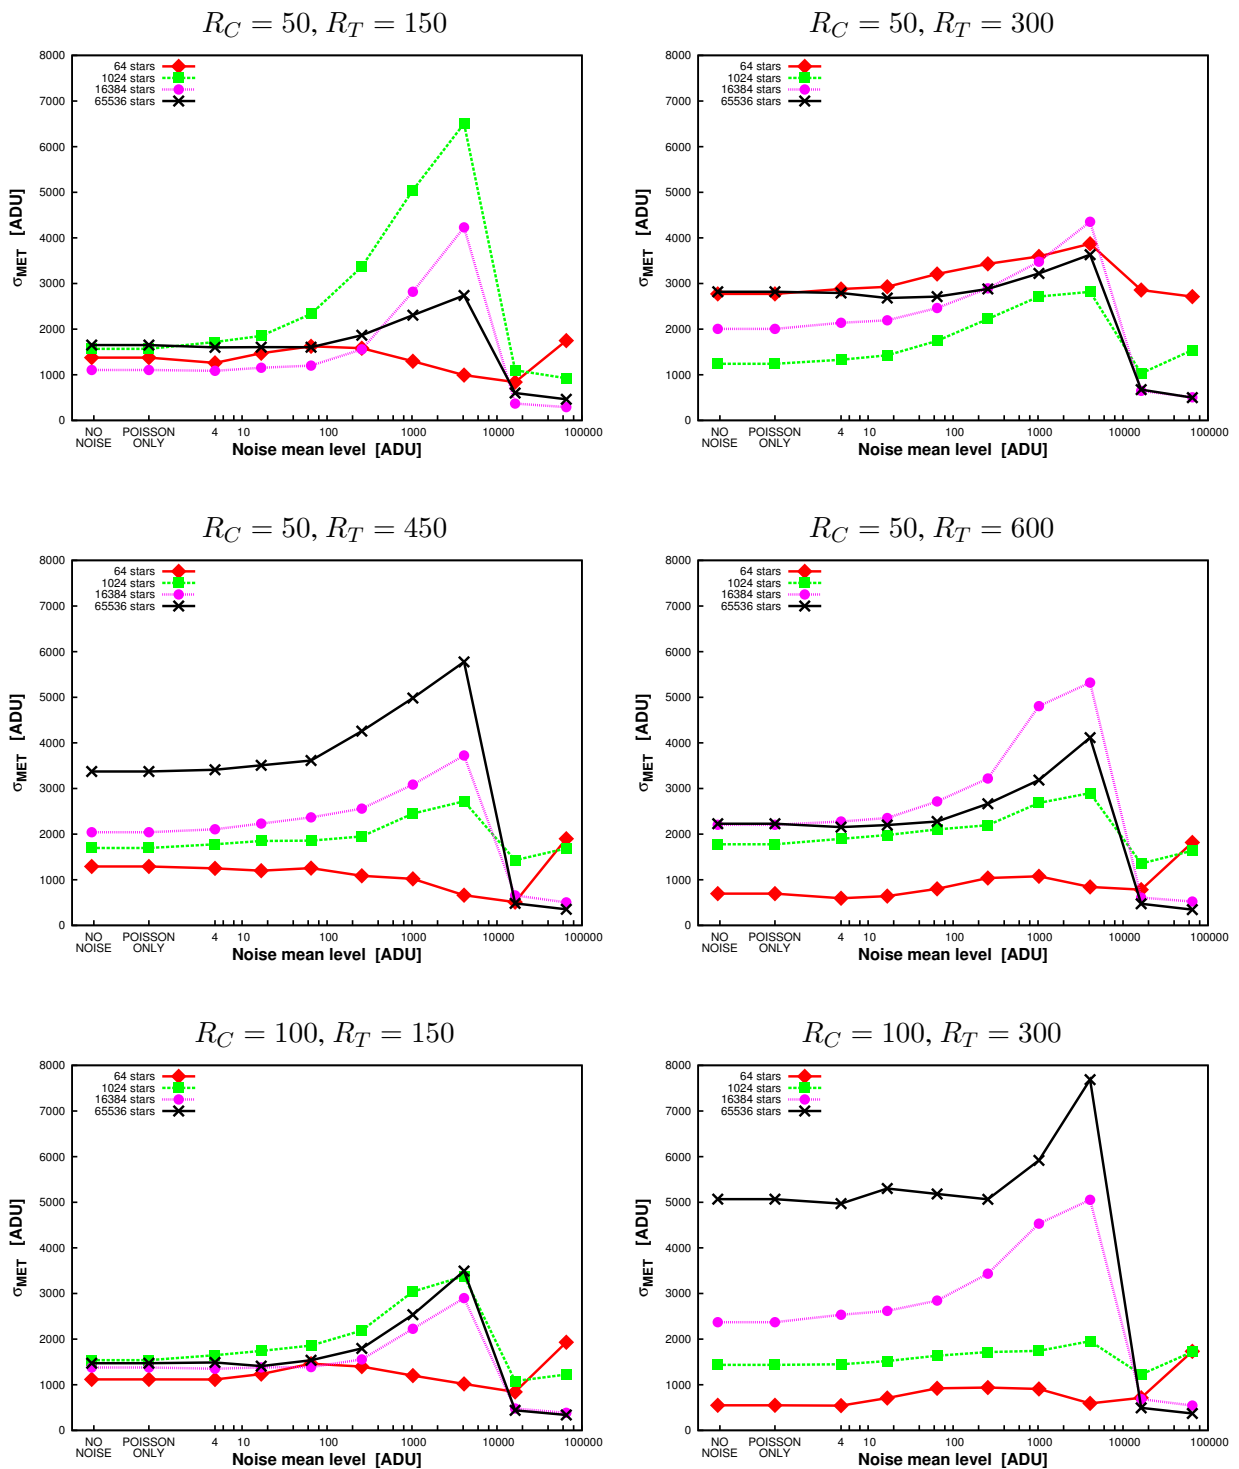 R_C = 50, R_T = 150
8000
7000
6000
5000
4000
3000
2000
1000
0
σMET [ADU]
64 stars
1024 stars
16384 stars
65536 stars
NO NOISE
POISSON ONLY
4
10
100
1000
10000
100000
Noise mean level [ADU]
R_C = 50, R_T = 300
8000
7000
6000
5000
4000
3000
2000
1000
0
σMET [ADU]
64 stars
1024 stars
16384 stars
65536 stars
NO NOISE
POISSON ONLY
4
10
100
1000
10000
100000
Noise mean level [ADU]
R_C = 50, R_T = 450
8000
7000
6000
5000
4000
3000
2000
1000
0
σMET [ADU]
64 stars
1024 stars
16384 stars
65536 stars
NO NOISE
POISSON ONLY
4
10
100
1000
10000
100000
Noise mean level [ADU]
R_C = 50, R_T = 600
8000
7000
6000
5000
4000
3000
2000
1000
0
σMET [ADU]
64 stars
1024 stars
16384 stars
65536 stars
NO NOISE
POISSON ONLY
4
10
100
1000
10000
100000
Noise mean level [ADU]
R_C = 100, R_T = 150
8000
7000
6000
5000
4000
3000
2000
1000
0
σMET [ADU]
64 stars
1024 stars
16384 stars
65536 stars
NO NOISE
POISSON ONLY
4
10
100
1000
10000
100000
Noise mean level [ADU]
R_C = 100, R_T = 300
8000
7000
6000
5000
4000
3000
2000
1000
0
σMET [ADU]
64 stars
1024 stars
16384 stars
65536 stars
NO NOISE
POISSON ONLY
4
10
100
1000
10000
100000
Noise mean level [ADU]